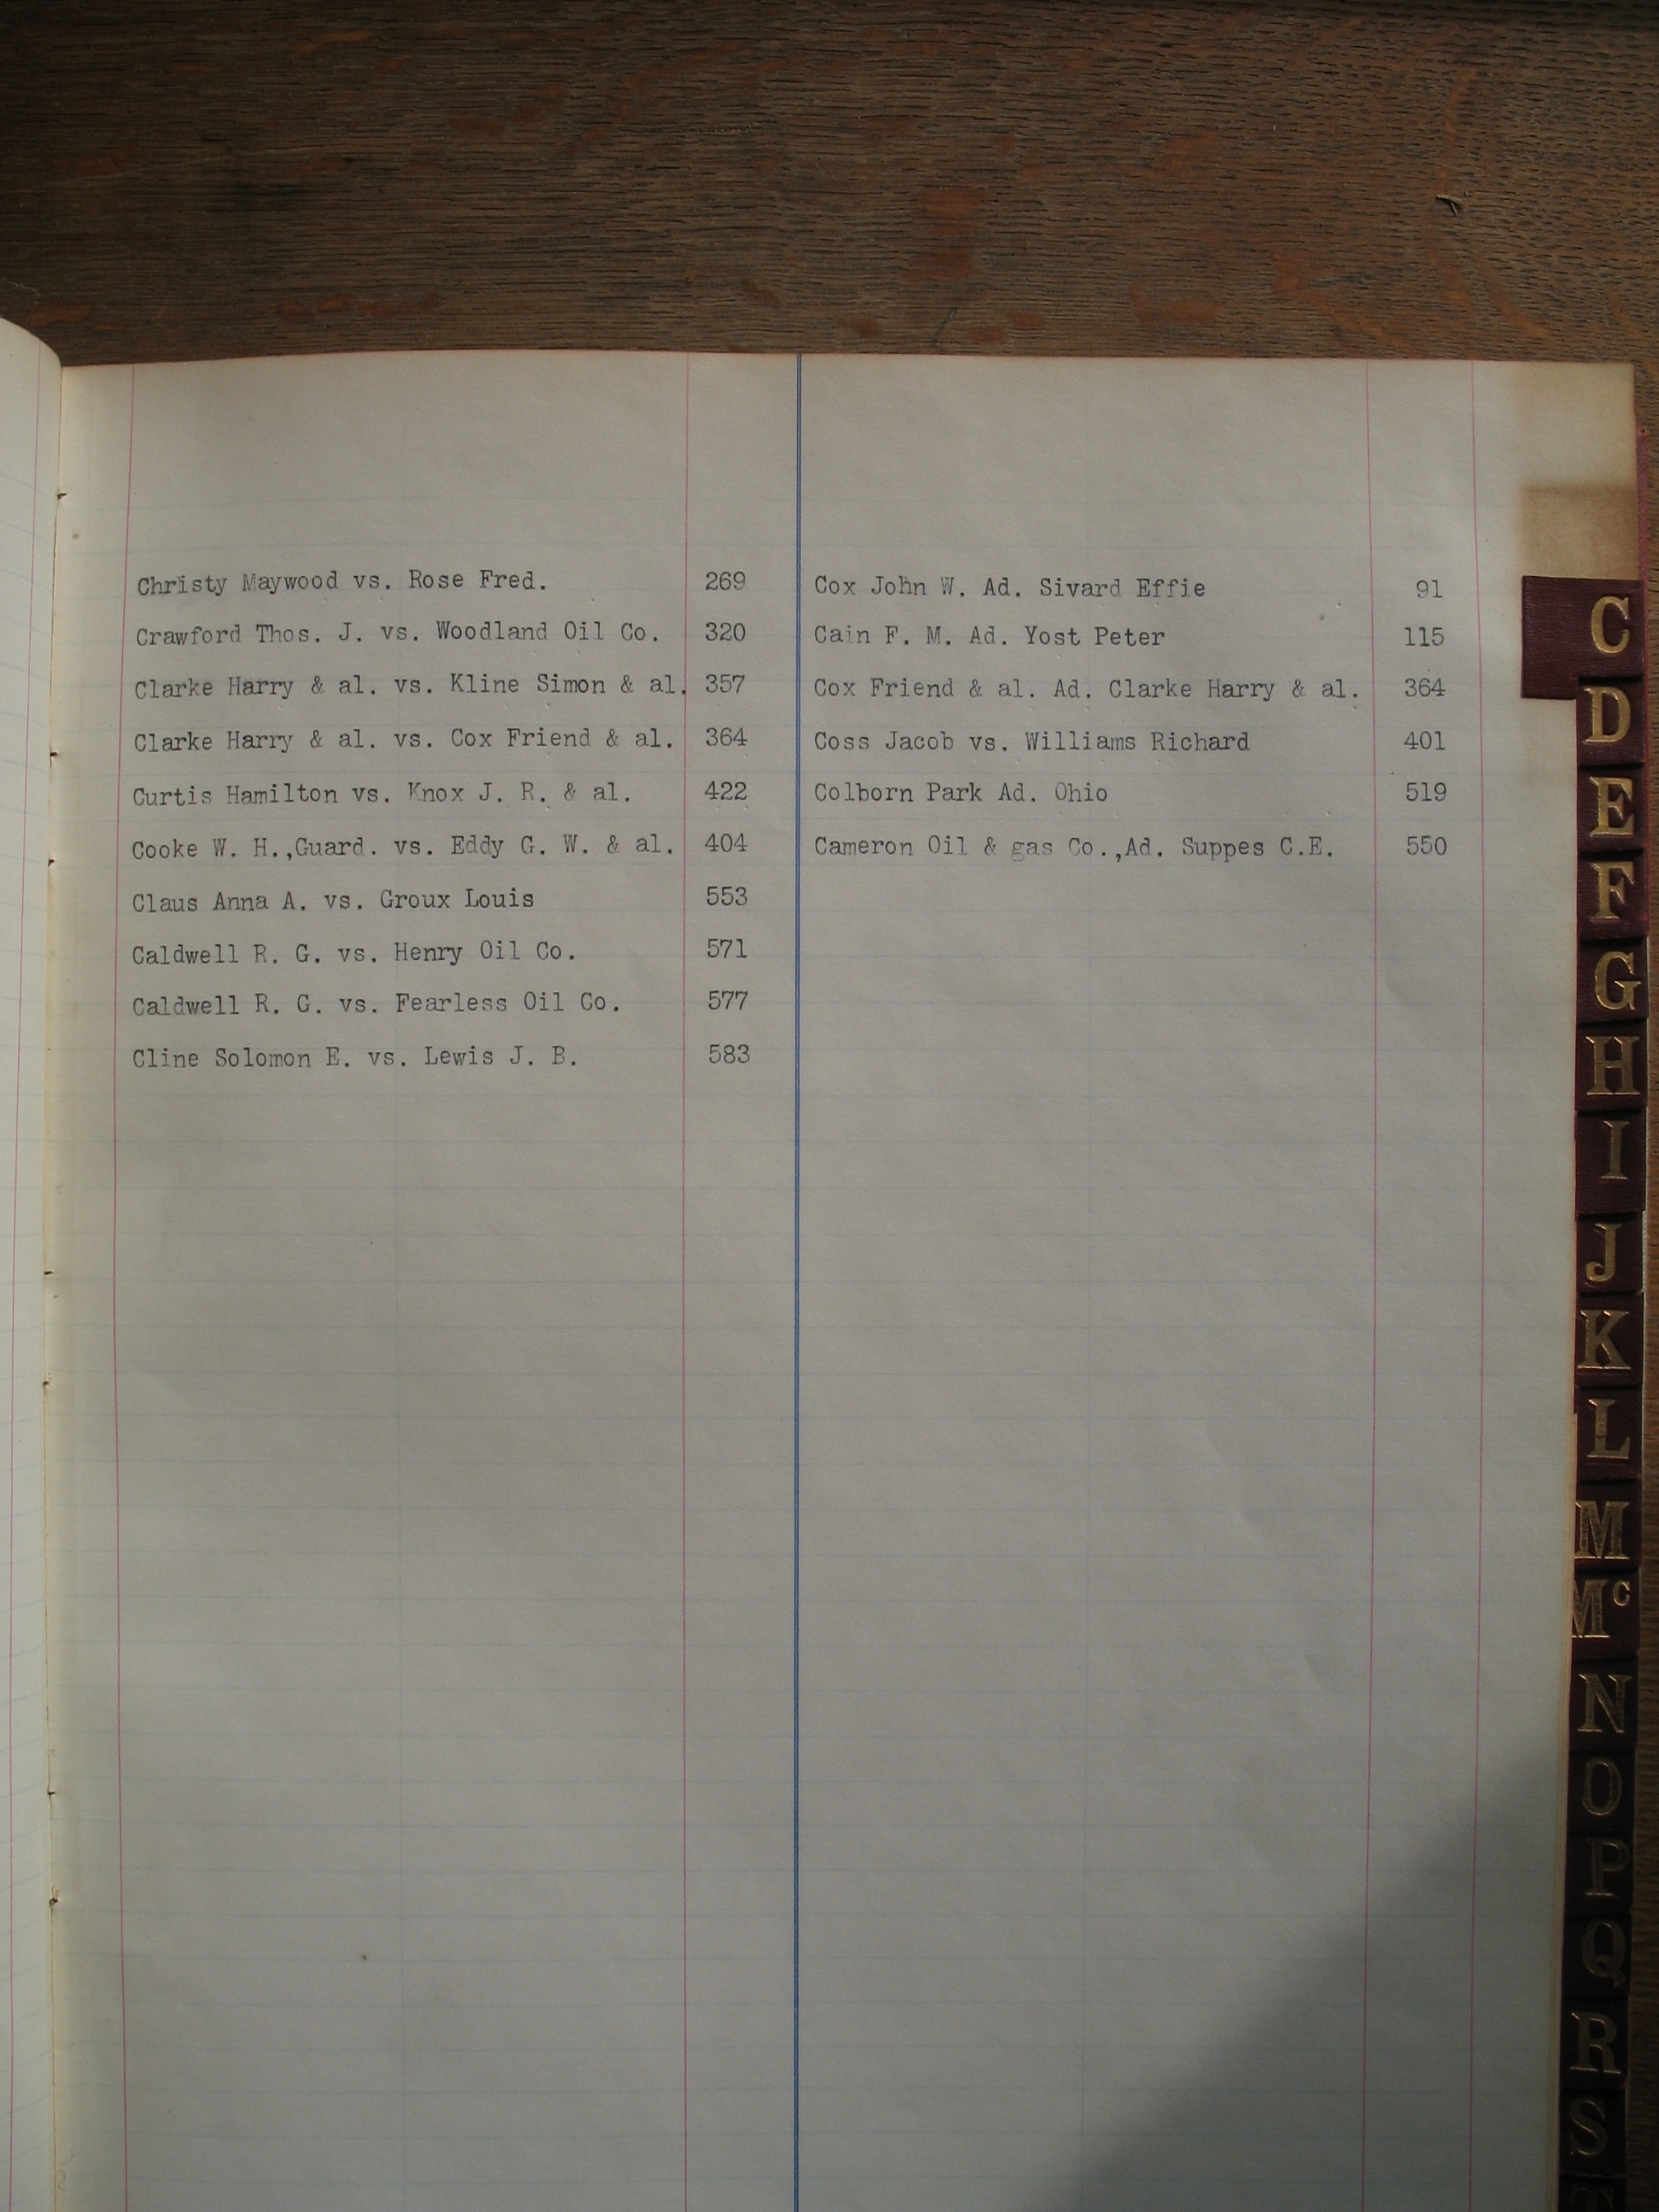 Christy Maywood vs. Rose Fred. 269
Crawford Thos. J. vs. Woodland Oil Co. 320
Clarke Harry & al. vs. Kline Simon & al. 357
Clarke Harry & al. vs. Cox Friend & al. 364
Curtis Hamilton vs. Knox J. R. & al. 422
Cooke W. H.,Guard. vs. Eddy G. W. & al. 404
Claus Anna A. vs. Groux Louis 553
Caldwell R. G. vs. Henry Oil Co. 571
Caldwell R. G. vs. Fearless Oil Co. 577
Cline Solomon E. vs. Lewis J. B. 583
Cox John W. Ad. Sivard Effie 91
Cain F. M. Ad. Yost Peter 115
Cox Friend & al. Ad. Clarke Harry & al. 364
Coss Jacob vs. Williams Richard 401
Colborn Park Ad. Ohio 519
Cameron Oil & gas Co.,Ad. Suppes C.E. 550
C
D
E
F
G
H
I
J
K
L
M
Mc
N
O
P
Q
R
S
T